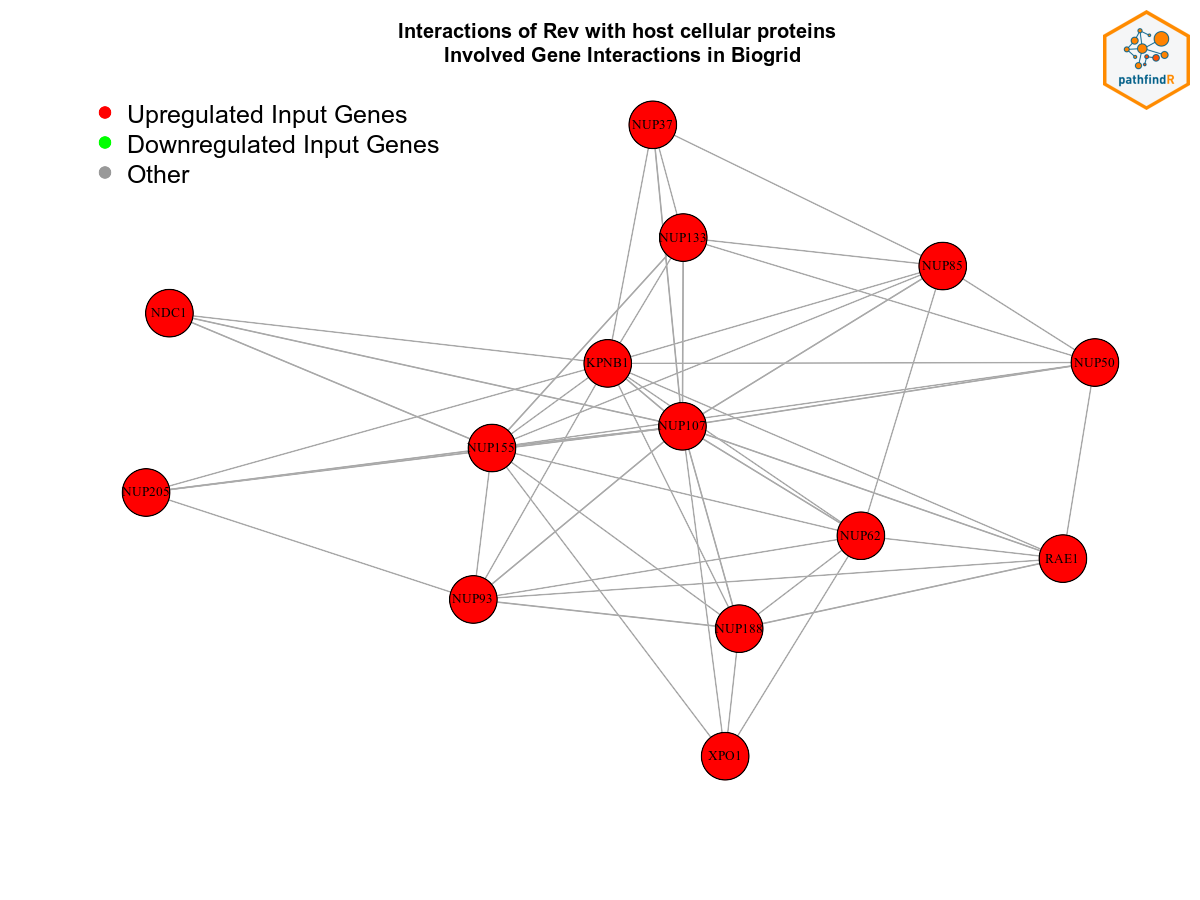 Interactions of Rev with host cellular proteins
Involved Gene Interactions in Biogrid
pathfindR
Upregulated Input Genes
Downregulated Input Genes
Other
NUP37
NUP133
NUP85
NDC1
KPNB1
NUP50
NUP107
NUP155
NUP205
NUP62
RAE1
NUP93
NUP188
XPO1